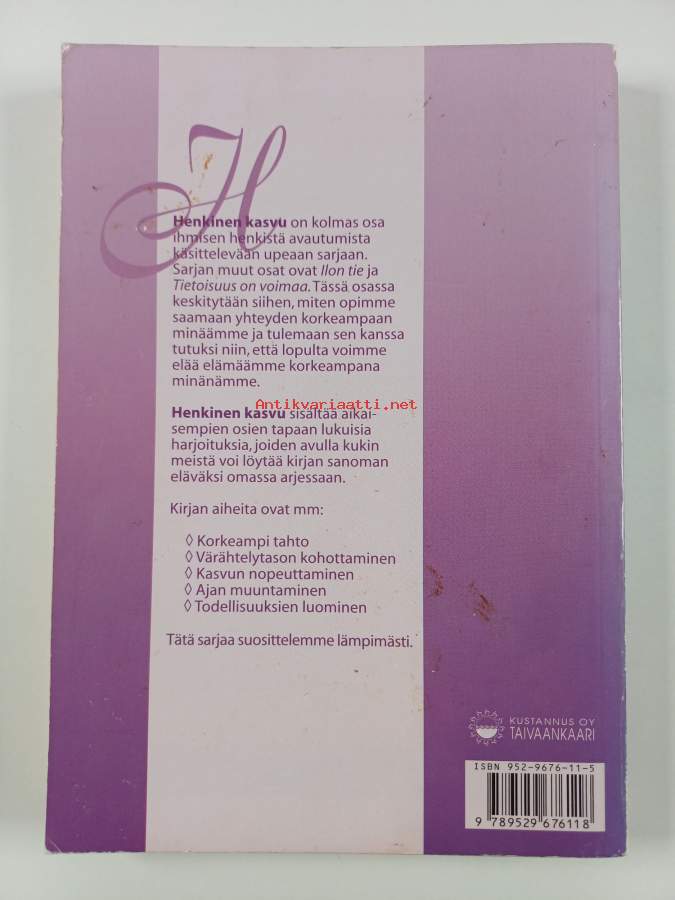 H
Henkinen kasvu on kolmas osa
ihmisen henkistä avautumista
käsittelevään upeaan sarjaan.
Sarjan muut osat ovat Ilon tie ja
Tietoisuus on voimaa. Tässä osassa
keskitytään siihen, miten opimme
saamaan yhteyden korkeampaan
minäämme ja tulemaan sen kanssa
tutuksi niin, että lopulta voimme
elää elämäämme korkeampana
minänämme.
Antikvariaatti.net
Henkinen kasvu sisältää aikai-
sempien osien tapaan lukuisia
harjoituksia, joiden avulla kukin
meistä voi löytää kirjan sanoman
eläväksi omassa arjessaan.
Kirjan aiheita ovat mm:
◊ Korkeampi tahto
◊ Värähtelytason kohottaminen
◊ Kasvun nopeuttaminen
◊ Ajan muuntaminen
◊ Todellisuuksien luominen
Tätä sarjaa suosittelemme lämpimästi.
KUSTANNUS OY
TAIVAANKAARI
ISBN 952-9676-11-5
9 789529 676118